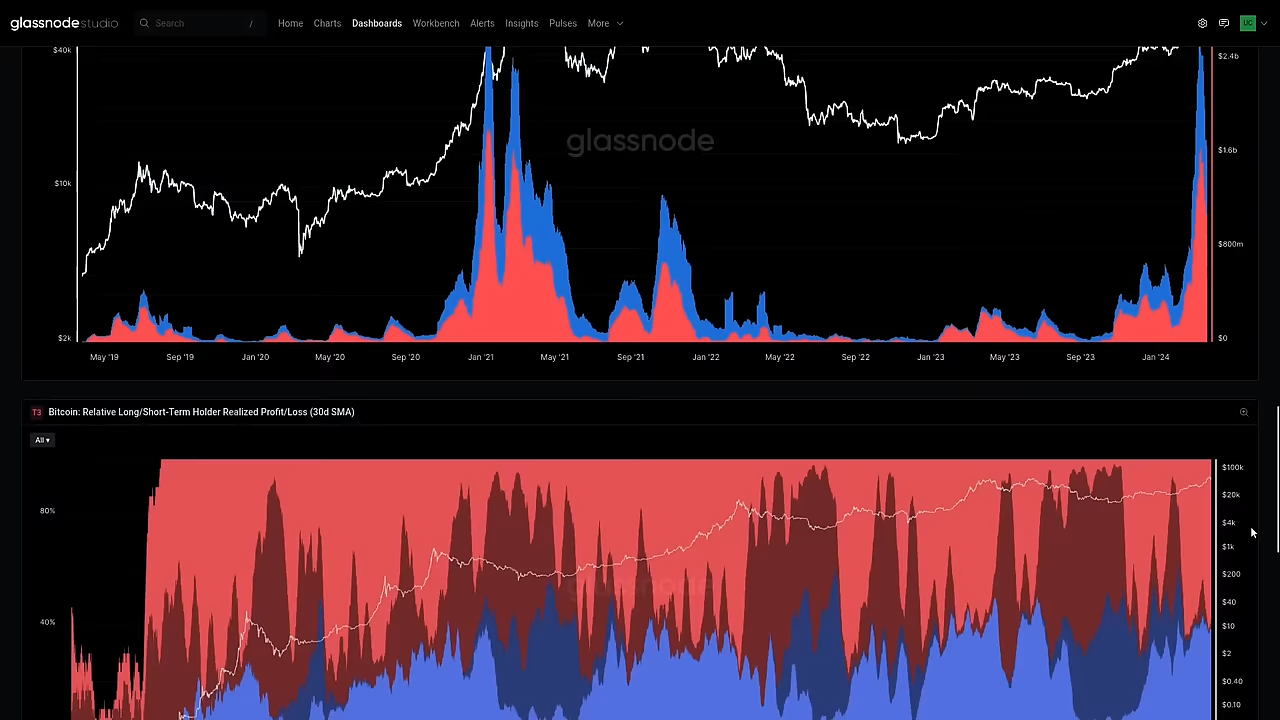 glassnodestudio Search / Home Charts Dashboards Workbench Alerts Insights Pulses More UC
$40k $2.4b
glassnode
$1.6b
$10k
$800m
$2k $0
May '19 Sep '19 Jan '20 May '20 Sep '20 Jan '21 May '21 Sep '21 Jan '22 May '22 Sep '22 Jan '23 May '23 Sep '23 Jan '24
T3 Bitcoin: Relative Long/Short-Term Holder Realized Profit/Loss (30d SMA)
All ▾
$100k
$20k
80%
$4k
$1k
$200
glassnode
$40
40% $10
$2
$0.40
$0.10